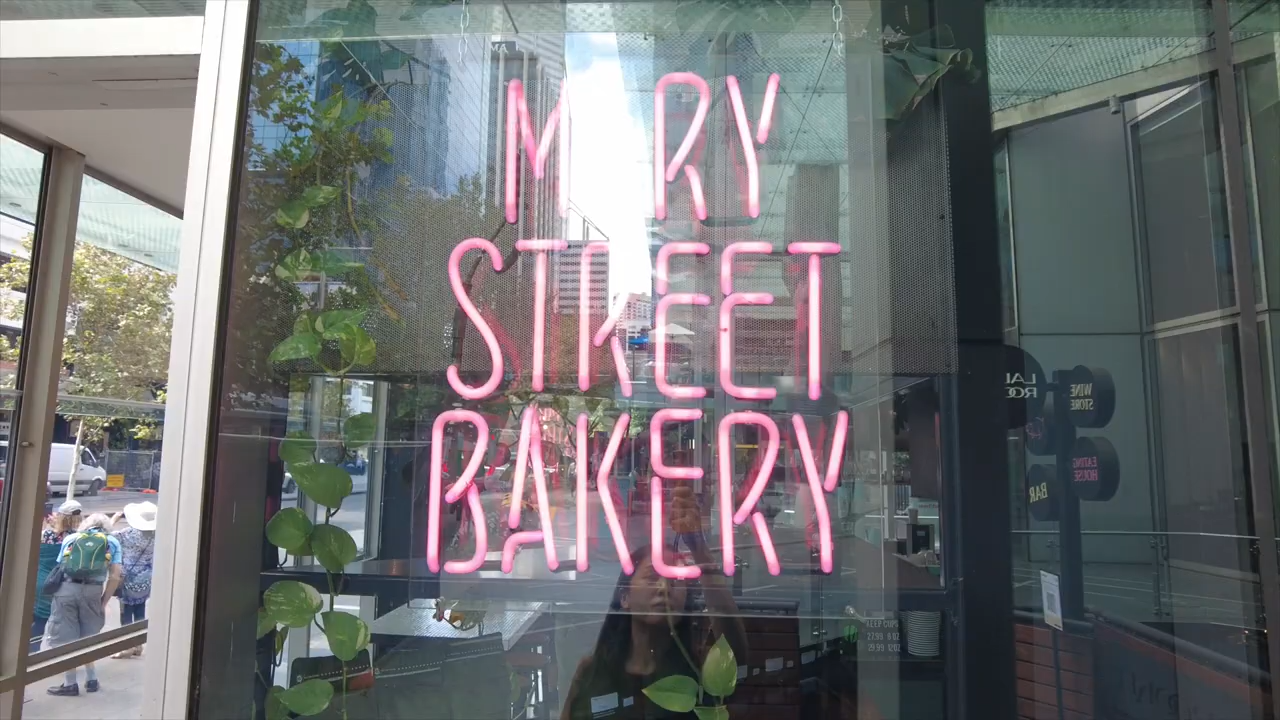 M RY
STREET
BAKERY
WINE
STORE
EATING
HOUSE
BAR